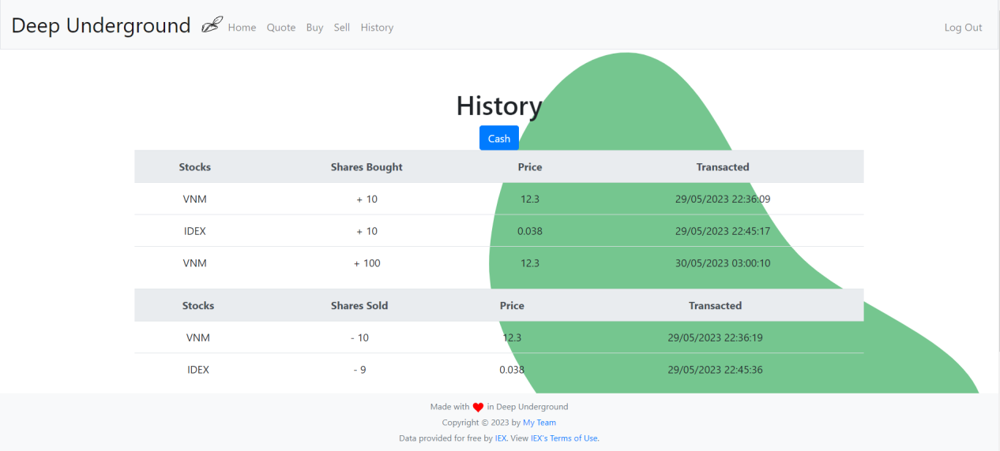 Deep Underground Home Quote Buy Sell History Log Out
History
Cash
Stocks Shares Bought Price Transacted
VNM + 10 12.3 29/05/2023 22:36:09
IDEX + 10 0.038 29/05/2023 22:45:17
VNM + 100 12.3 30/05/2023 03:00:10
Stocks Shares Sold Price Transacted
VNM - 10 12.3 29/05/2023 22:36:19
IDEX - 9 0.038 29/05/2023 22:45:36
Made with ❤ in Deep Underground
Copyright © 2023 by My Team
Data provided for free by IEX. View IEX's Terms of Use.